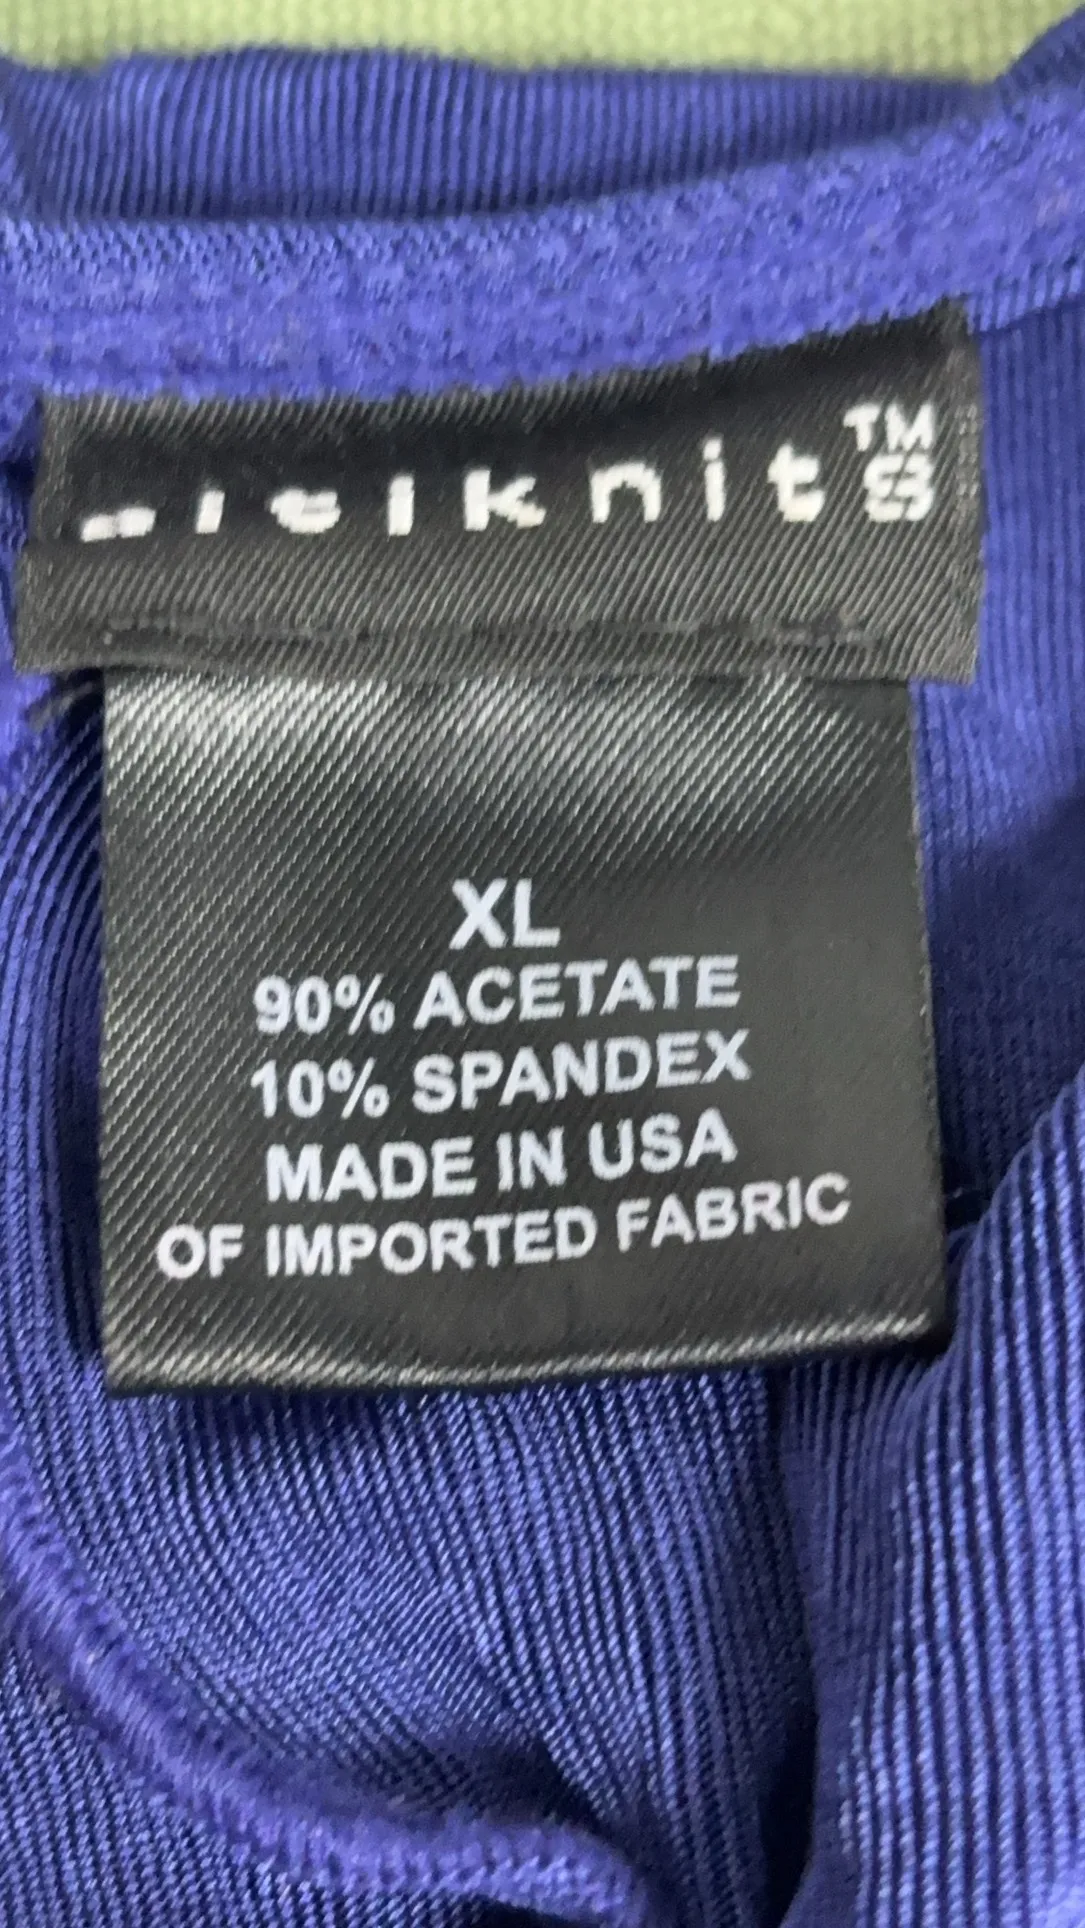 TM
XL
90% ACETATE
10% SPANDEX
MADE IN USA
OF IMPORTED FABRIC